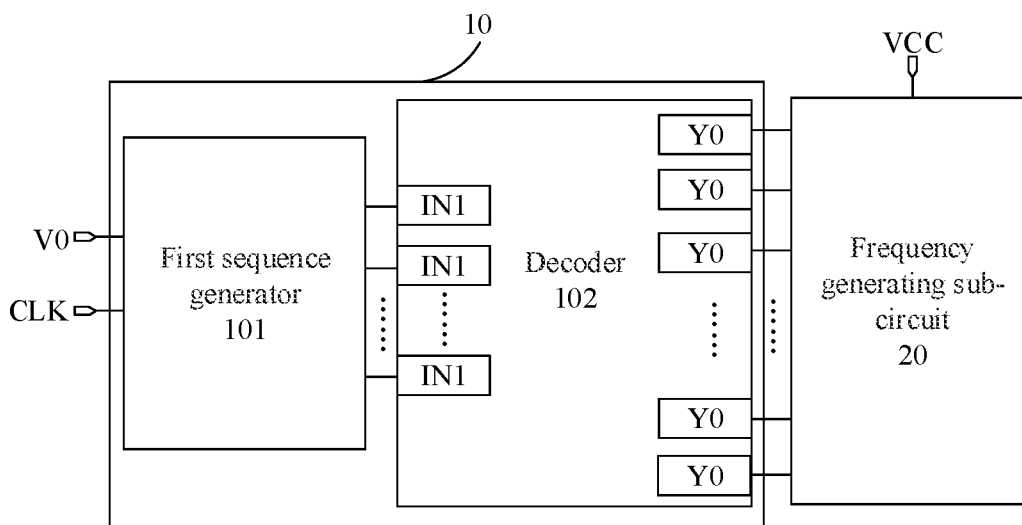 10
VCC
Y0
Y0
Y0
Y0
Y0
IN1
IN1
IN1
V0
CLK
First sequence
generator
101
Decoder
102
Frequency
generating sub-
circuit
20